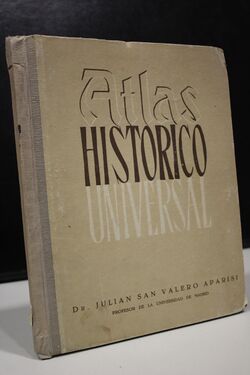 Atlas
HISTORICO
UNIVERSAL
DR. JULIAN SAN VALERO APARISI
PROFESOR DE LA UNIVERSIDAD DE MADRID